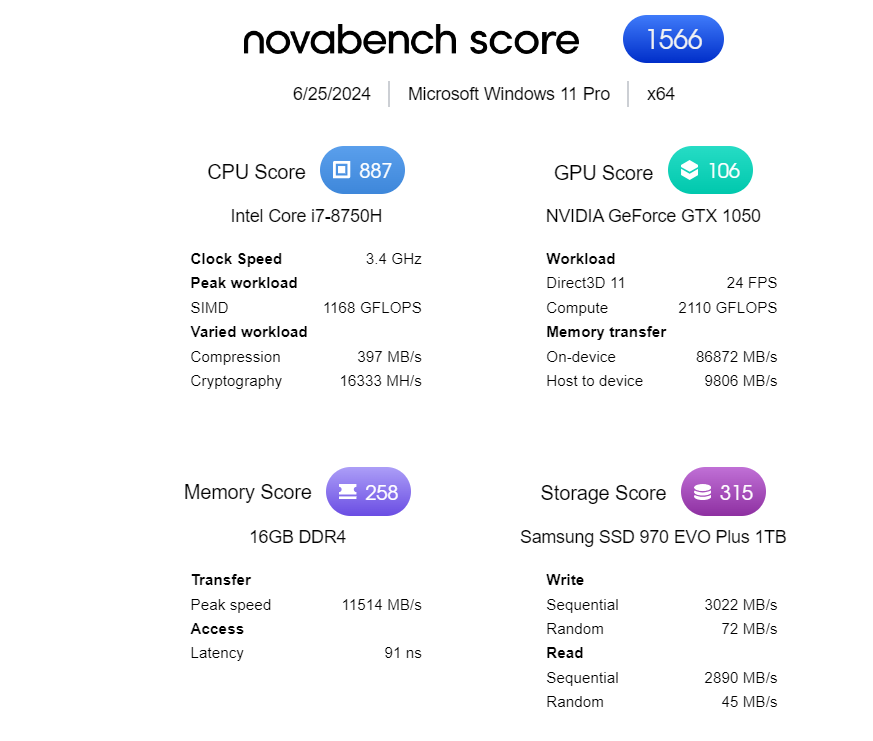 novabench score 1566
6/25/2024 Microsoft Windows 11 Pro x64
CPU Score 887
Intel Core i7-8750H
Clock Speed 3.4 GHz
Peak workload
SIMD 1168 GFLOPS
Varied workload
Compression 397 MB/s
Cryptography 16333 MH/s
GPU Score 106
NVIDIA GeForce GTX 1050
Workload
Direct3D 11 24 FPS
Compute 2110 GFLOPS
Memory transfer
On-device 86872 MB/s
Host to device 9806 MB/s
Memory Score 258
16GB DDR4
Transfer
Peak speed 11514 MB/s
Access
Latency 91 ns
Storage Score 315
Samsung SSD 970 EVO Plus 1TB
Write
Sequential 3022 MB/s
Random 72 MB/s
Read
Sequential 2890 MB/s
Random 45 MB/s